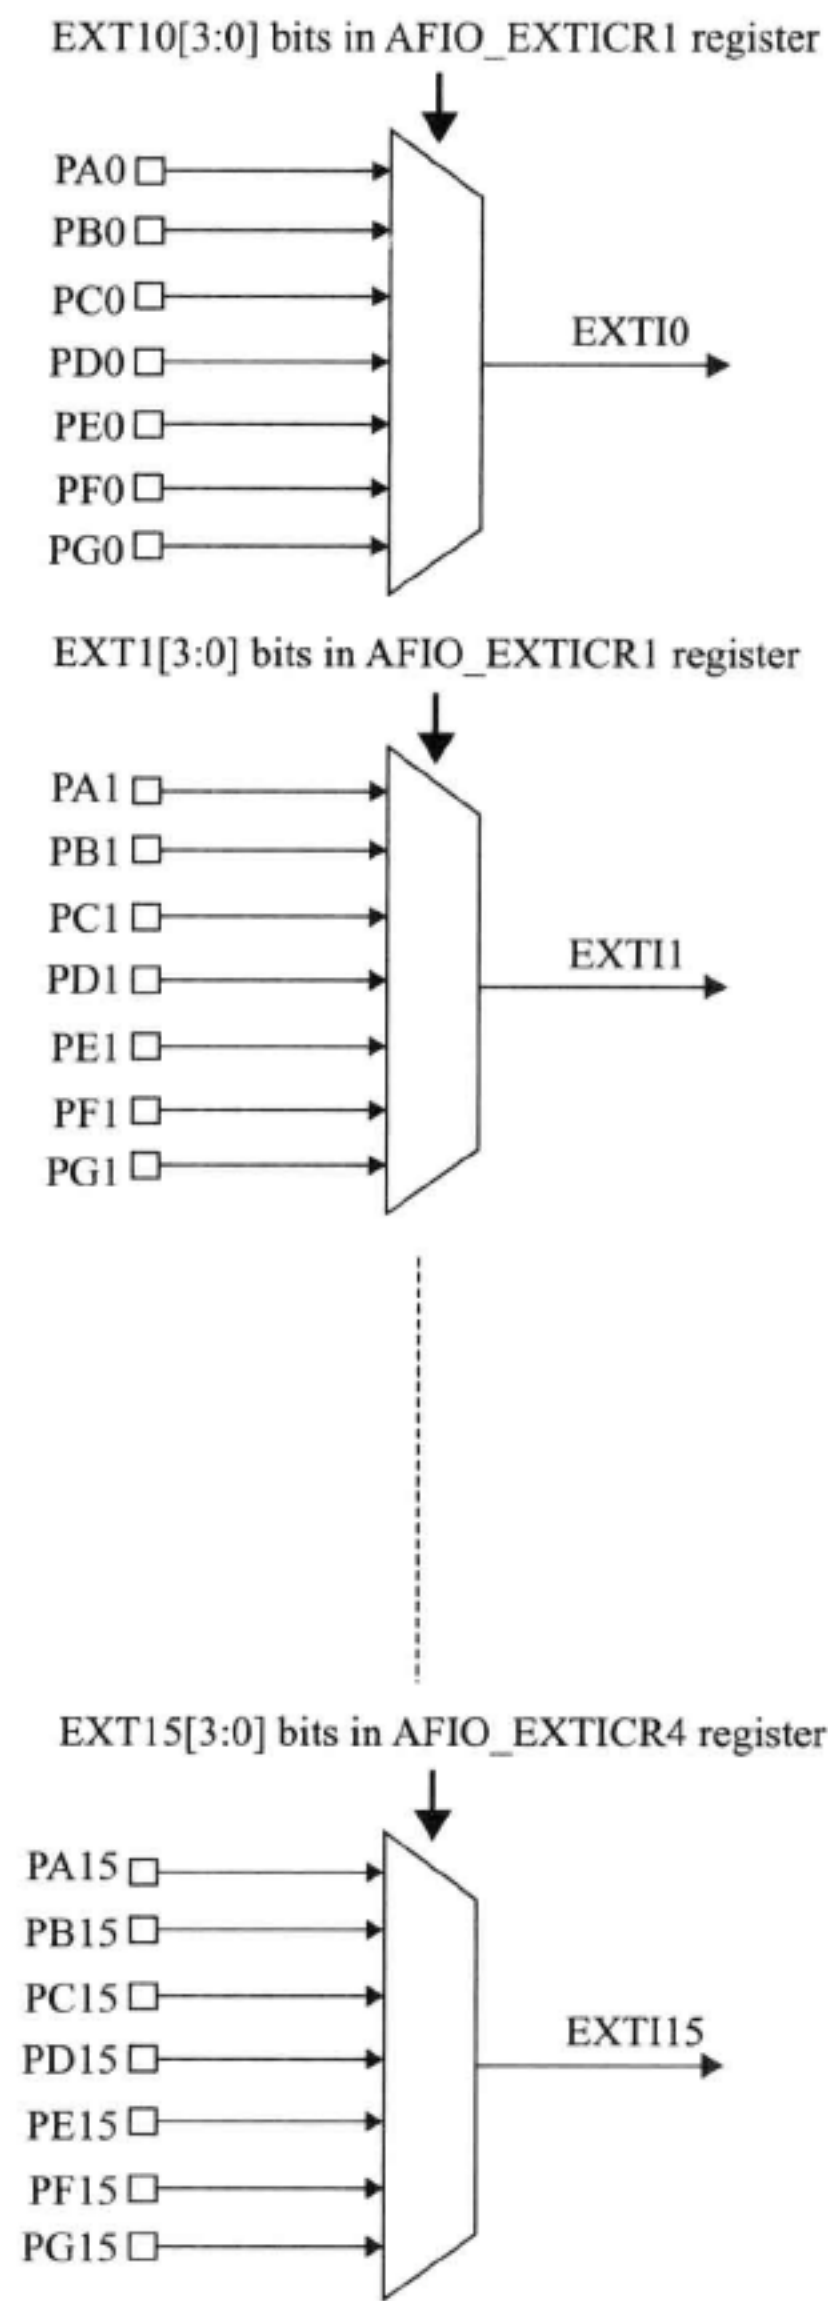 EXT10[3:0] bits in AFIO_EXTICR1 register
PA0
PB0
PC0
PD0
EXTI0
PE0
PF0
PG0
EXT1[3:0] bits in AFIO_EXTICR1 register
PA1
PB1
PC1
EXTI1
PD1
PE1
PF1
PG1
EXT15[3:0] bits in AFIO_EXTICR4 register
PA15
PB15
PC15
EXTI15
PD15
PE15
PF15
PG15